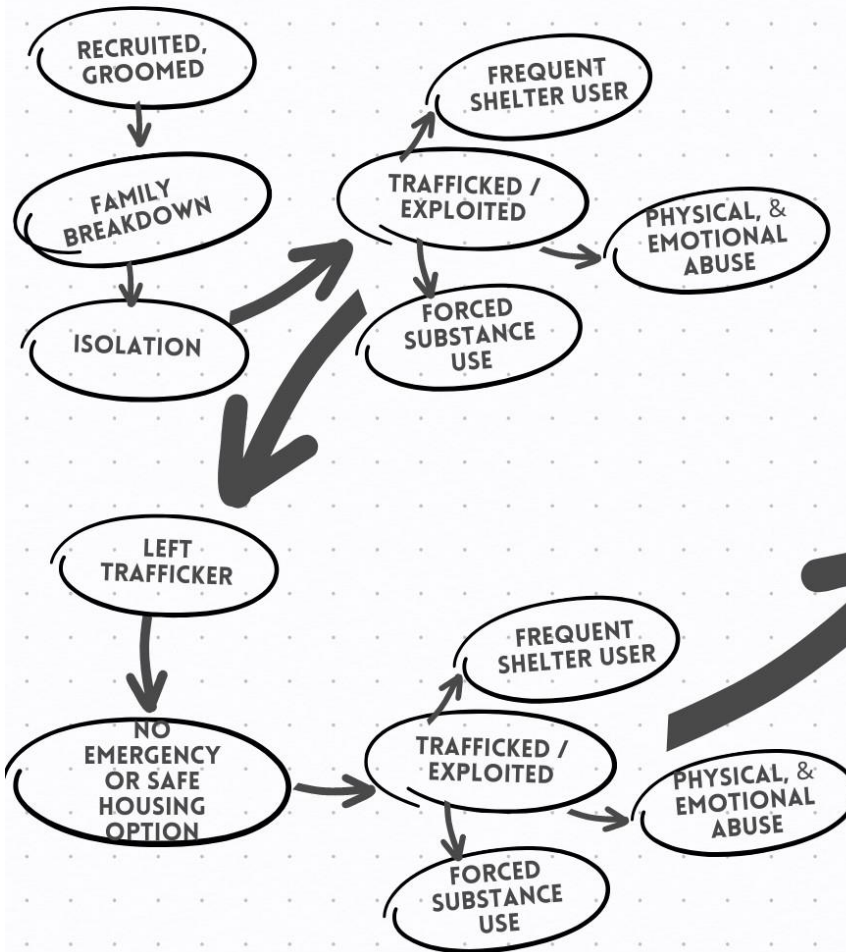 RECRUITED,
GROOMED
FAMILY
BREAKDOWN
ISOLATION
FREQUENT
SHELTER USER
TRAFFICKED /
EXPLOITED
PHYSICAL, &
EMOTIONAL
ABUSE
FORCED
SUBSTANCE
USE
LEFT
TRAFFICKER
NO
EMERGENCY
OR SAFE
HOUSING
OPTION
FREQUENT
SHELTER USER
TRAFFICKED /
EXPLOITED
PHYSICAL, &
EMOTIONAL
ABUSE
FORCED
SUBSTANCE
USE